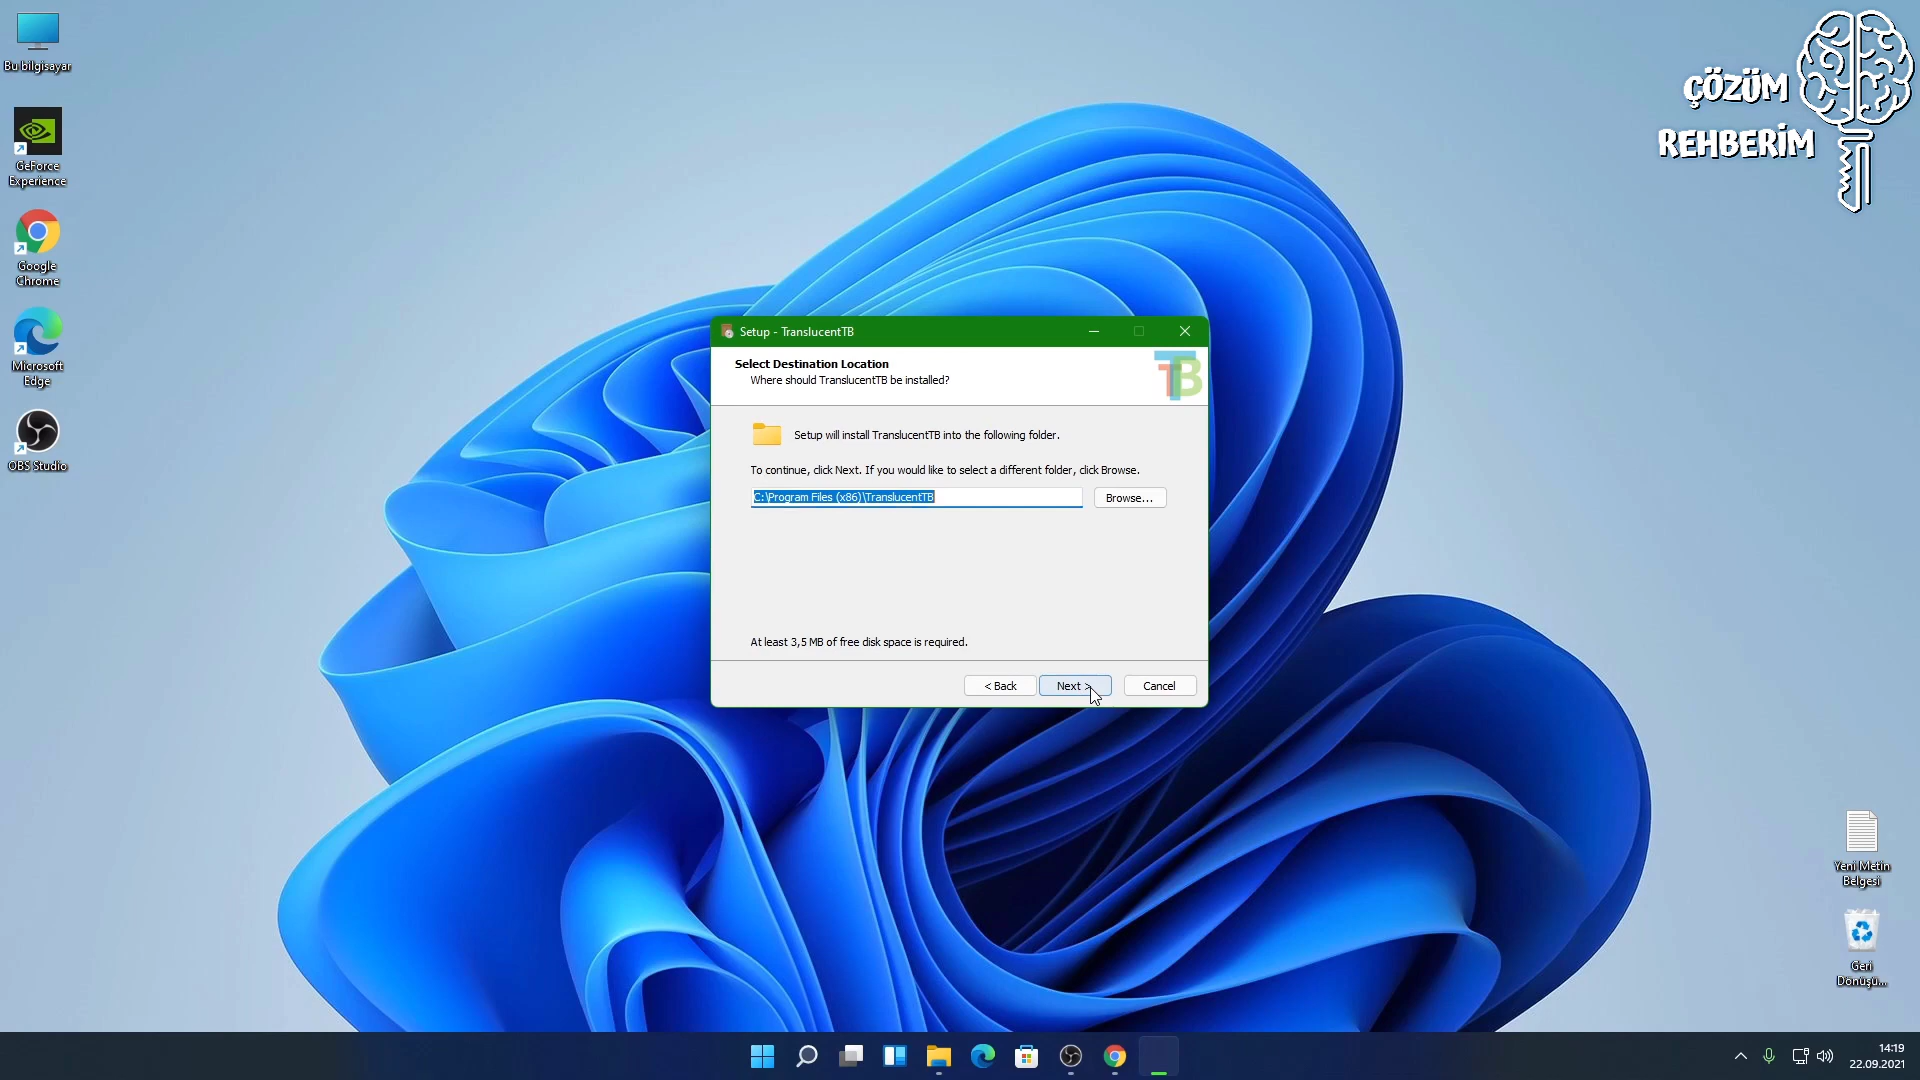 Bu bilgisayar
GeForce
Experience
Google
Chrome
Microsoft
Edge
OBS Studio
ÇÖZÜM
REHBERİM
Setup - TranslucentTB
Select Destination Location
Where should TranslucentTB be installed?
TB
Setup will install TranslucentTB into the following folder.
To continue, click Next. If you would like to select a different folder, click Browse.
C:\Program Files (x86)\TranslucentTB
Browse...
At least 3,5 MB of free disk space is required.
< Back
Next >
Cancel
Yeni Metin
Belgesi
Geri
Dönüşü...
14:19
22.09.2021